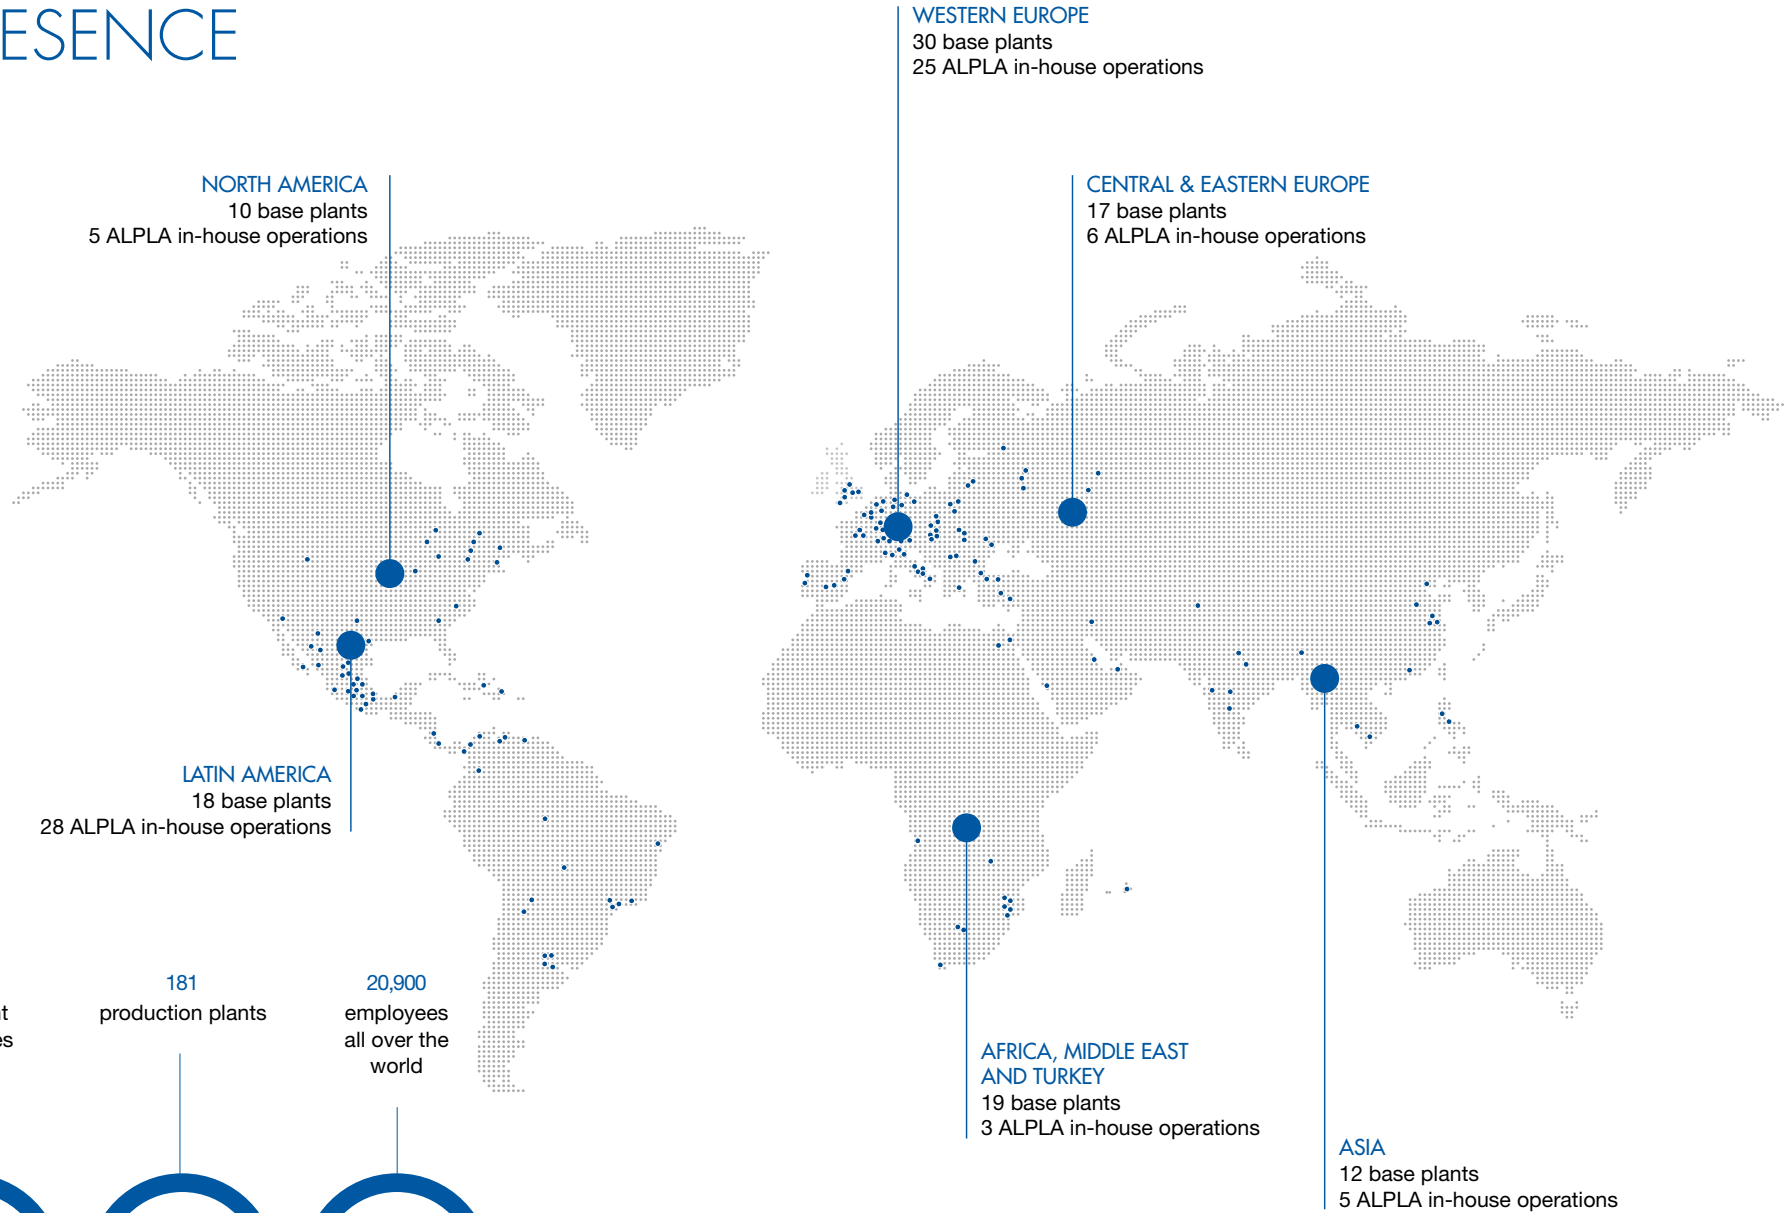 ESENCE
WESTERN EUROPE
30 base plants
25 ALPLA in-house operations
NORTH AMERICA
10 base plants
5 ALPLA in-house operations
CENTRAL & EASTERN EUROPE
17 base plants
6 ALPLA in-house operations
LATIN AMERICA
18 base plants
28 ALPLA in-house operations
181
production plants
20,900
employees
all over the
world
AFRICA, MIDDLE EAST
AND TURKEY
19 base plants
3 ALPLA in-house operations
ASIA
12 base plants
5 ALPLA in-house operations